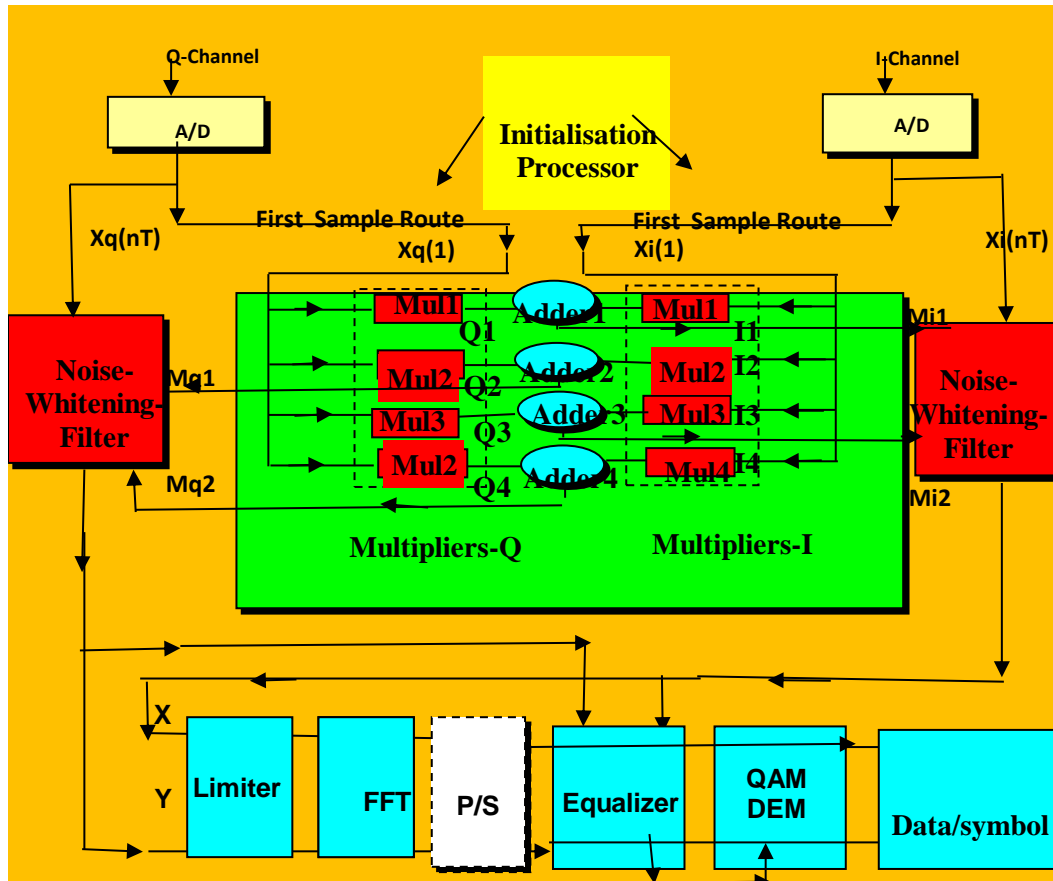 Q-Channel
I-Channel
A/D
A/D
Initialisation
Processor
First Sample Route
First Sample Route
Xq(nT)
Xq(1)
Xi(1)
Xi(nT)
Mul1
Adder1
Mul1
Q1
I1
Mi1
Mul2
Adder2
Mul2
Q2
I2
Mq1
Noise-
Whitening-
Filter
Noise-
Whitening-
Filter
Mul3
Adder3
Mul3
Q3
I3
Mul2
Adder4
Mul4
Q4
I4
Mq2
Mi2
Multipliers-Q
Multipliers-I
X
Y
Limiter
FFT
P/S
Equalizer
QAM
DEM
Data/symbol